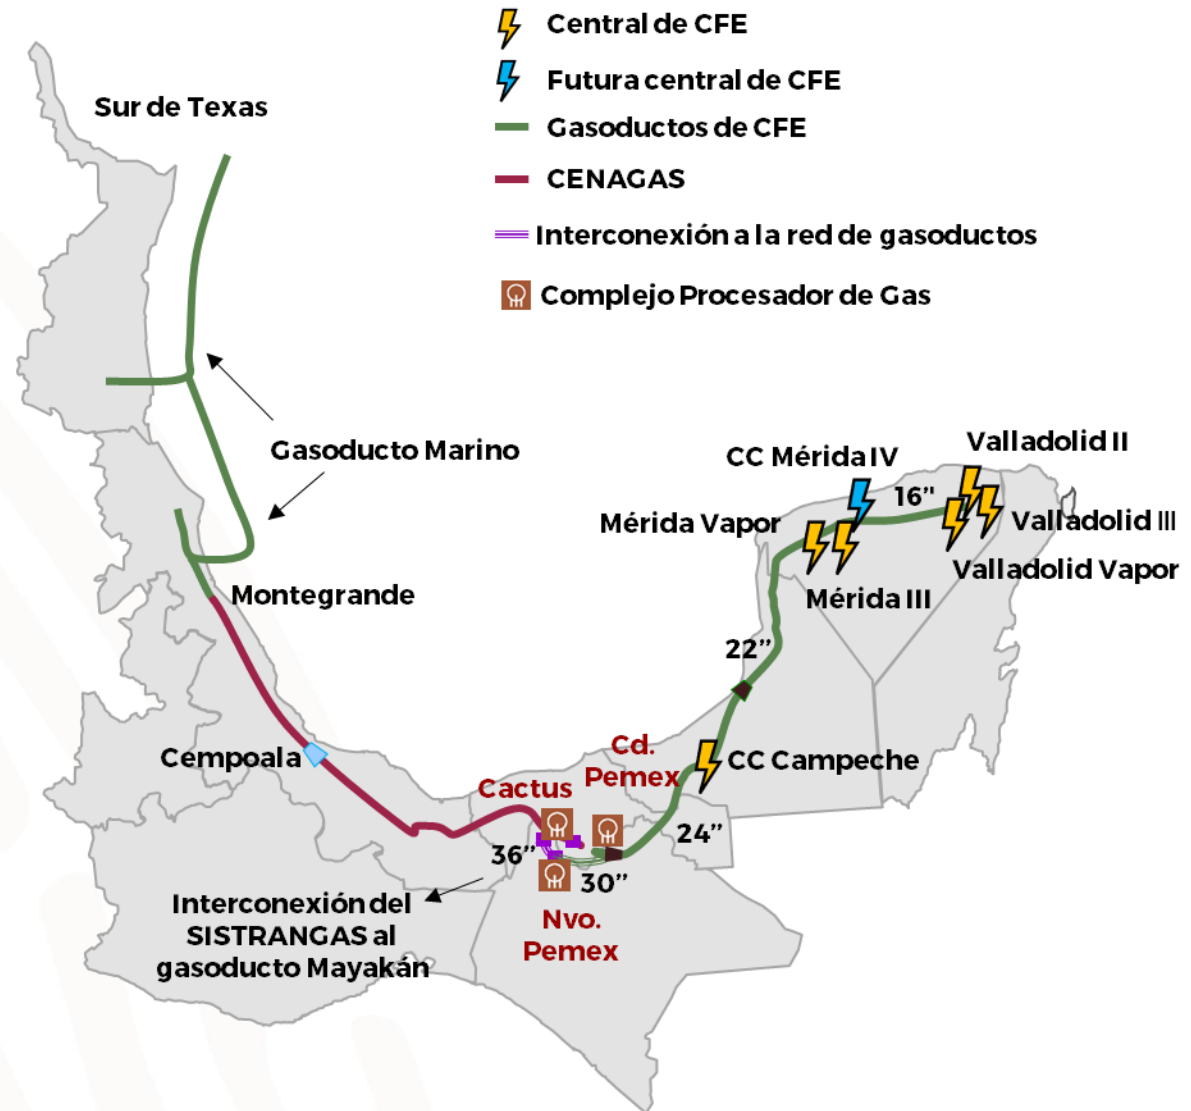 Central de CFE
Futura central de CFE
Gasoductos de CFE
CENAGAS
Interconexión a la red de gasoductos
Complejo Procesador de Gas
Sur de Texas
Gasoducto Marino
Montegrande
Cempoala
Cactus
Cd.
Pemex
36”
30”
24”
22”
16”
Nvo.
Pemex
Interconexión del
SISTRANGAS al
gasoducto Mayakán
CC Campeche
Mérida Vapor
Mérida III
CC Mérida IV
Valladolid II
Valladolid III
Valladolid Vapor